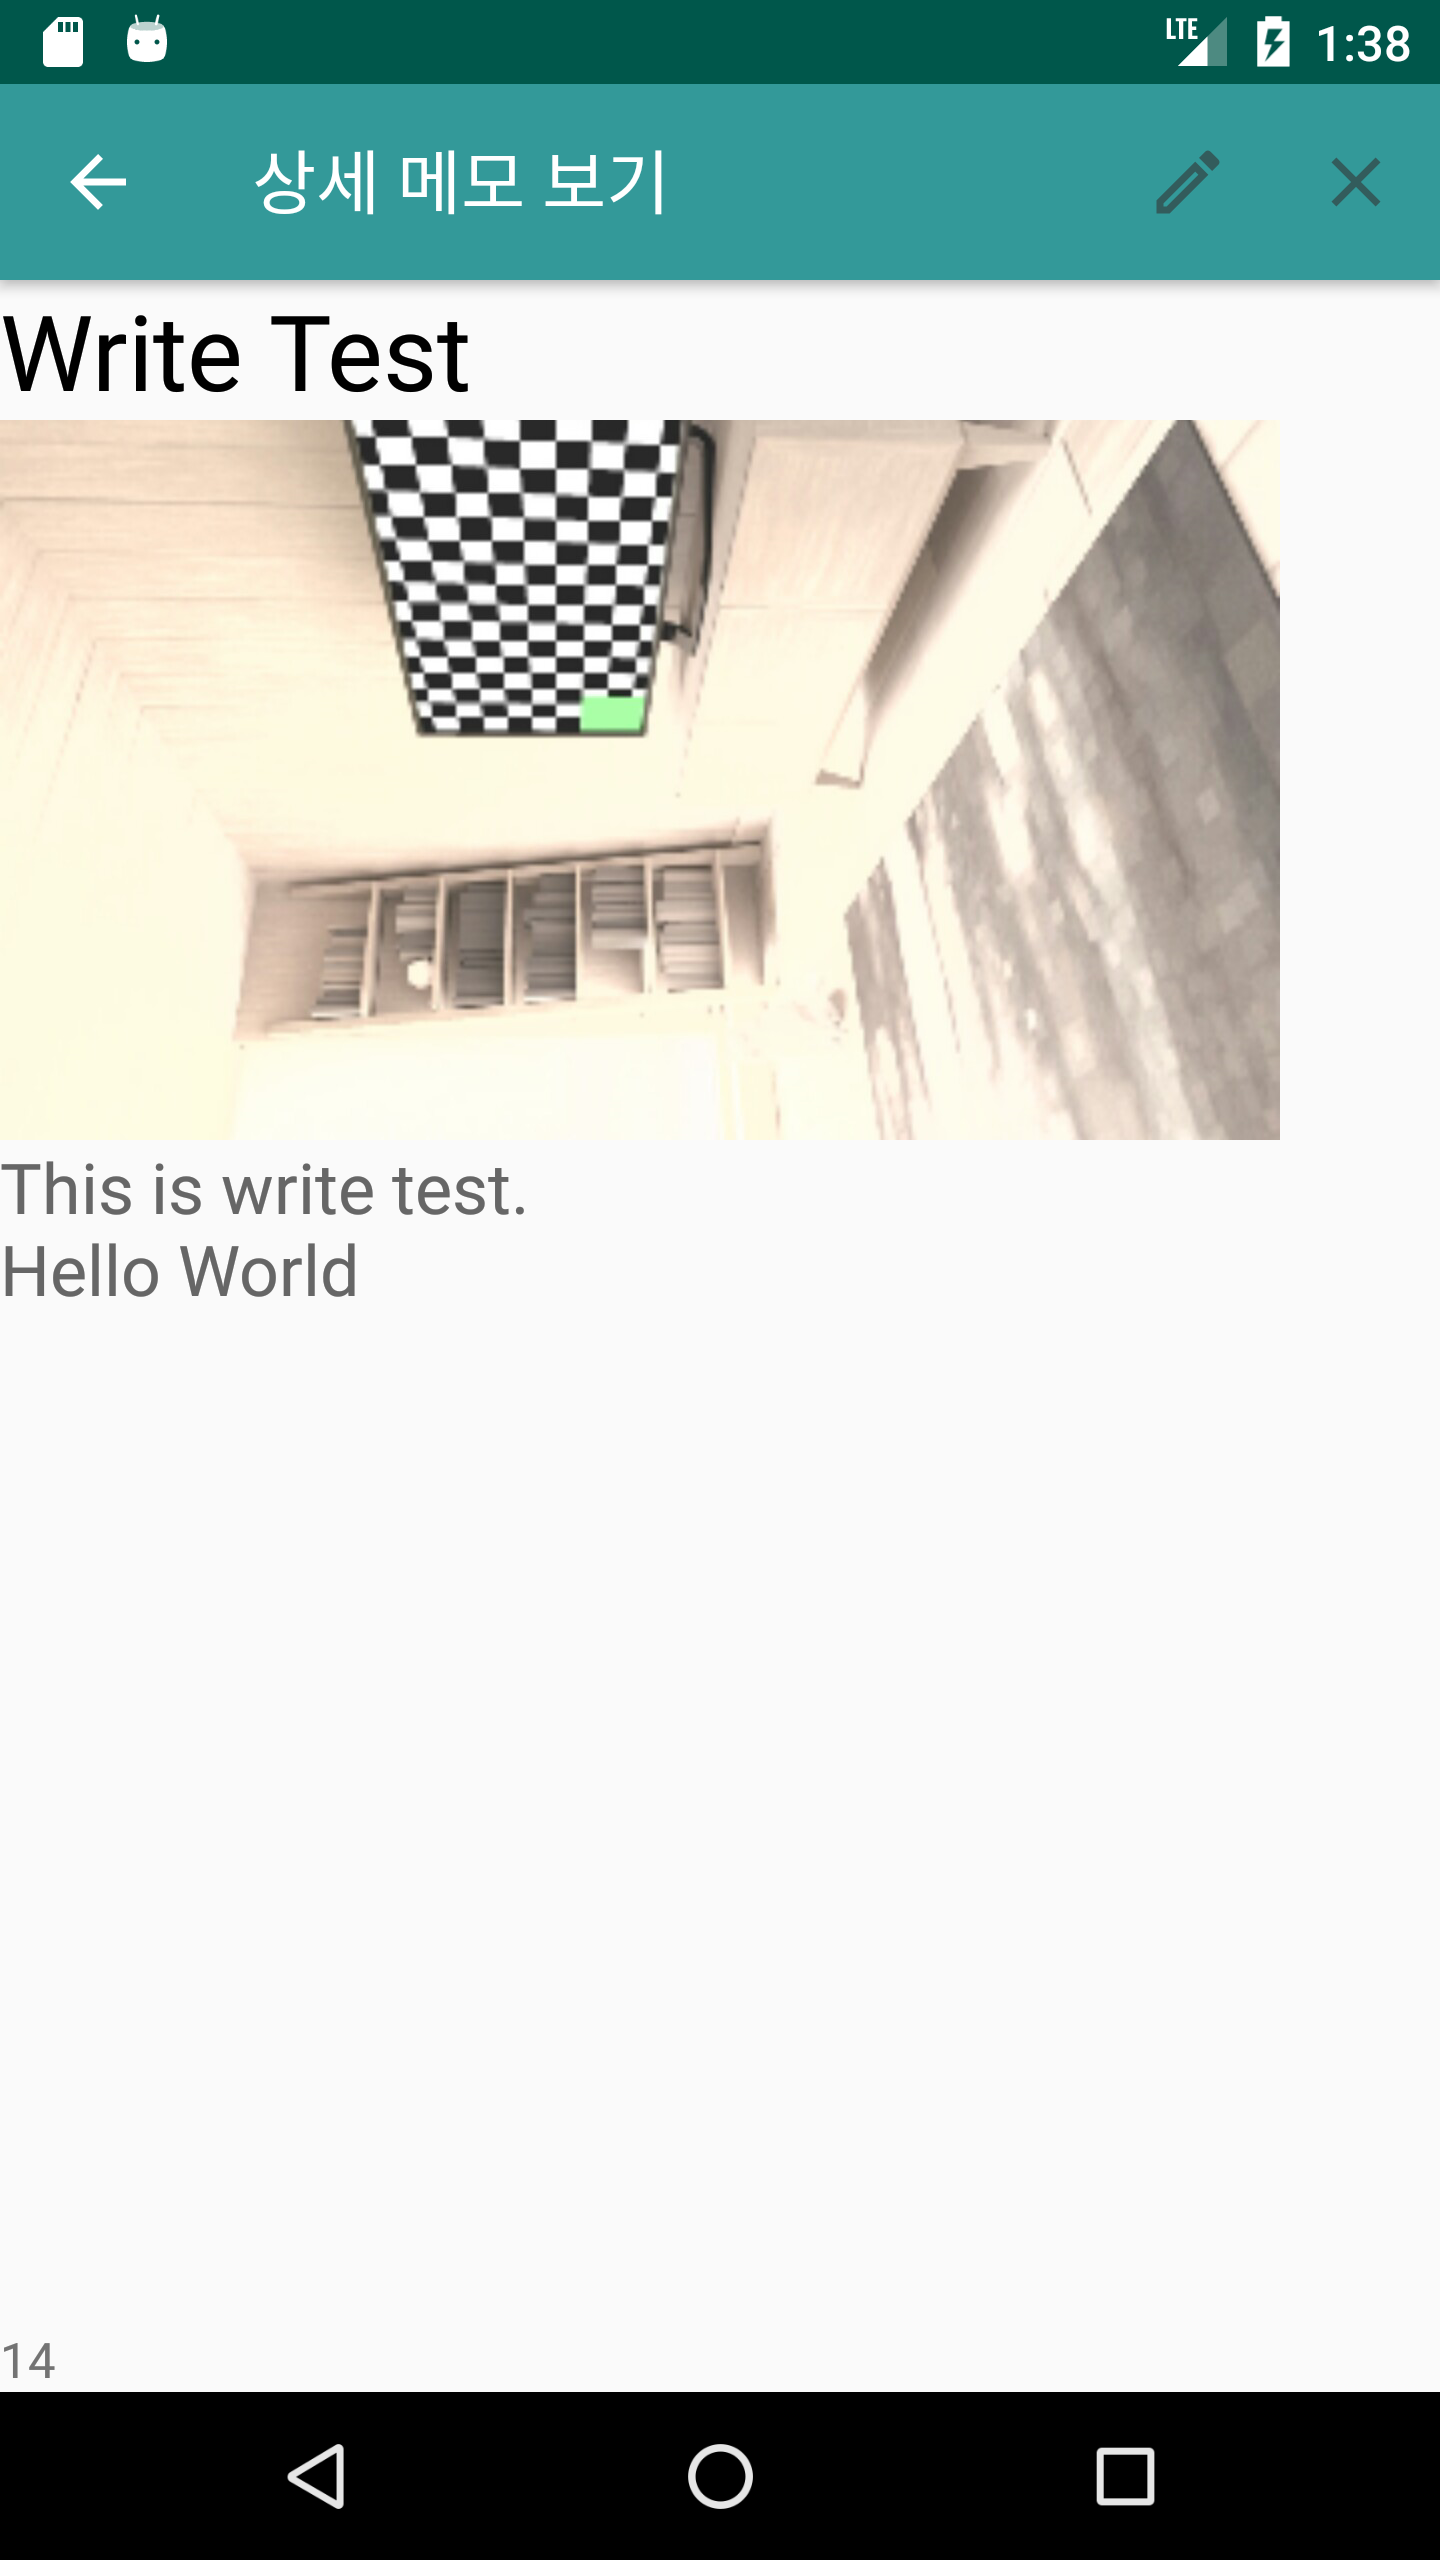 LTE 1:38
상세 메모 보기
Write Test
This is write test.
Hello World
14